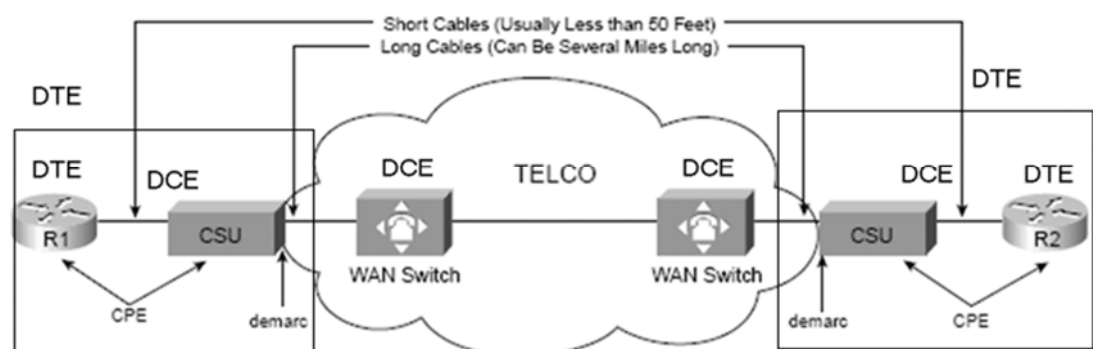 Short Cables (Usually Less than 50 Feet)
Long Cables (Can Be Several Miles Long)
DTE
DTE
DTE
DCE
DCE
TELCO
DCE
DCE
DTE
R1
CSU
WAN Switch
WAN Switch
CSU
R2
CPE
demarc
demarc
CPE